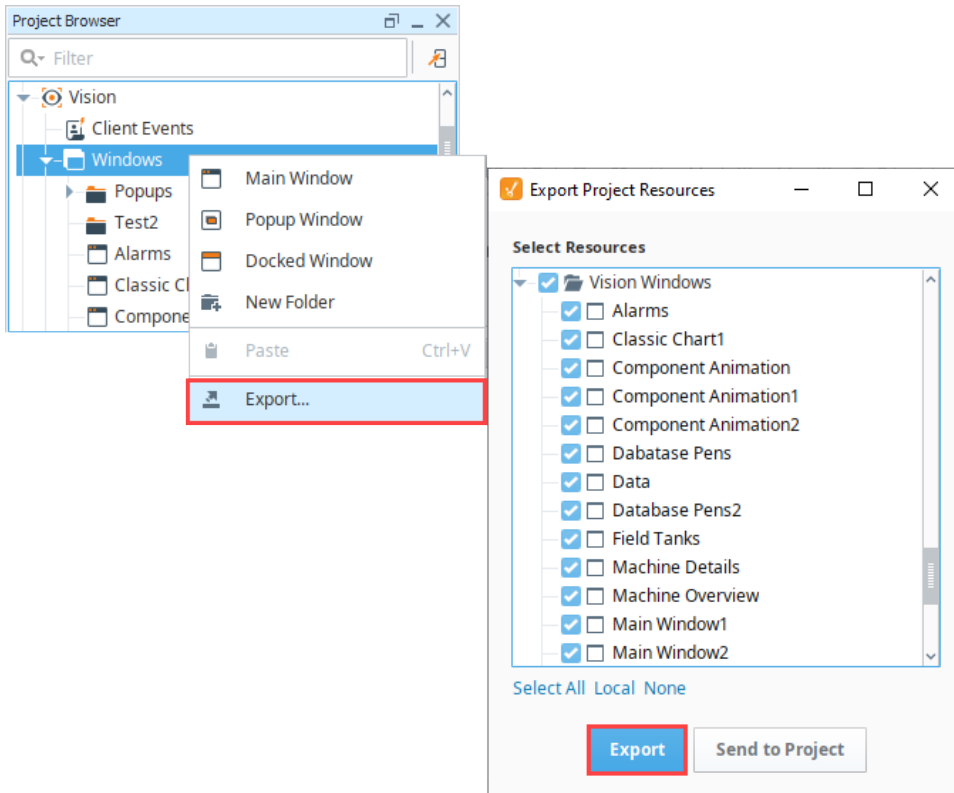 Project Browser
Filter
Vision
Client Events
Windows
Popups
Test2
Alarms
Classic Cl
Compone
Main Window
Popup Window
Docked Window
New Folder
Paste Ctrl+V
Export...
Export Project Resources
Select Resources
Vision Windows
Alarms
Classic Chart1
Component Animation
Component Animation1
Component Animation2
Dabatase Pens
Data
Database Pens2
Field Tanks
Machine Details
Machine Overview
Main Window1
Main Window2
Select All Local None
Export Send to Project